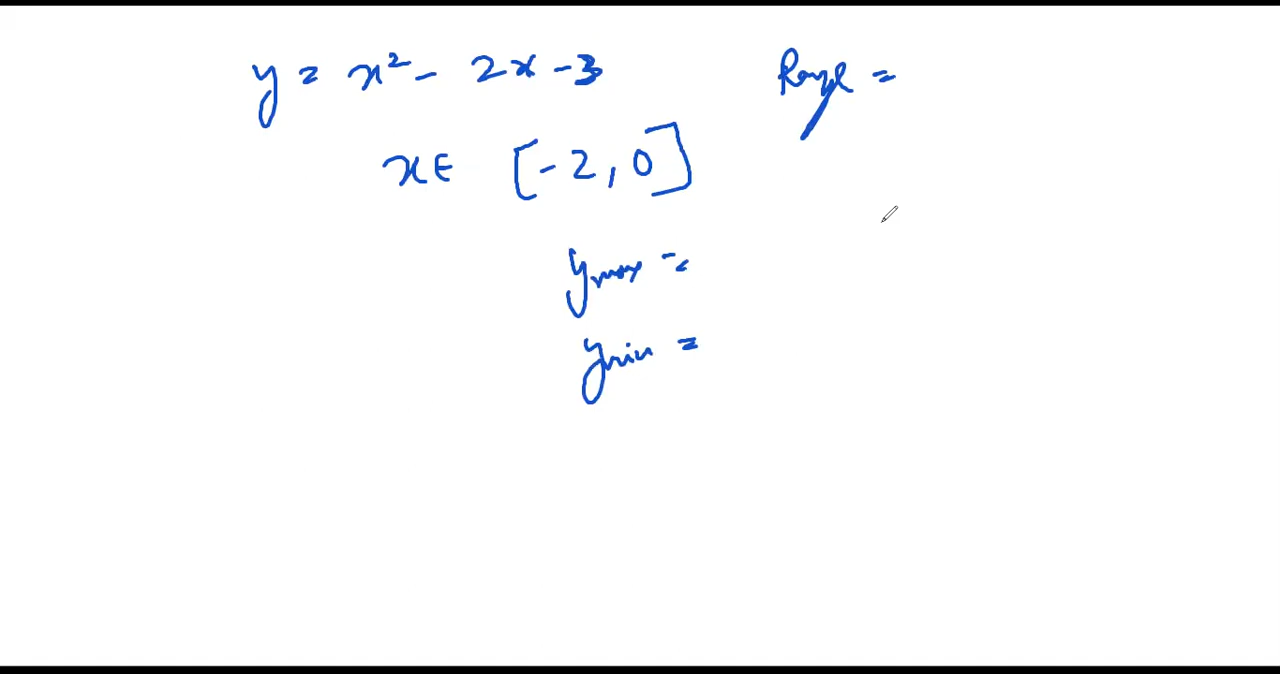 y = x² - 2x - 3 Range =
x ∈ [-2, 0]
ymax =
ymin =